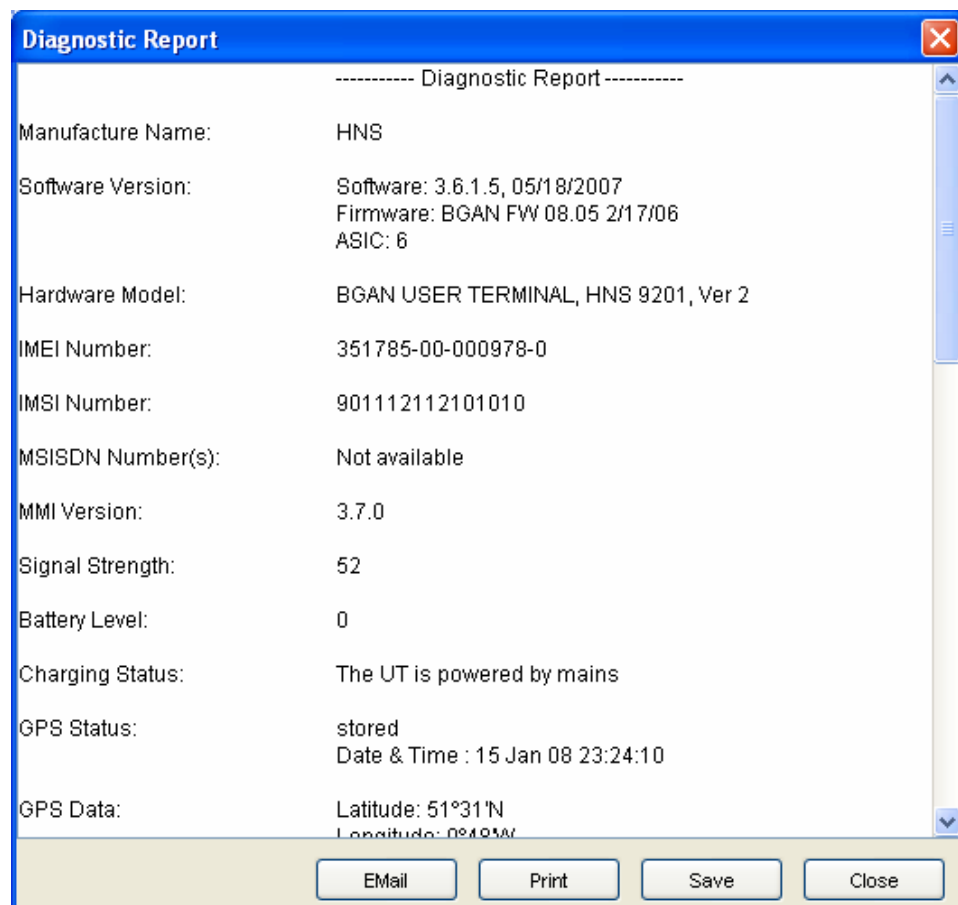 Diagnostic Report
----------- Diagnostic Report -----------
Manufacture Name: HNS
Software Version: Software: 3.6.1.5, 05/18/2007
Firmware: BGAN FW 08.05 2/17/06
ASIC: 6
Hardware Model: BGAN USER TERMINAL, HNS 9201, Ver 2
IMEI Number: 351785-00-000978-0
IMSI Number: 901112112101010
MSISDN Number(s): Not available
MMI Version: 3.7.0
Signal Strength: 52
Battery Level: 0
Charging Status: The UT is powered by mains
GPS Status: stored
Date & Time : 15 Jan 08 23:24:10
GPS Data: Latitude: 51°31'N
Longitude: 0°48'W
EMail Print Save Close